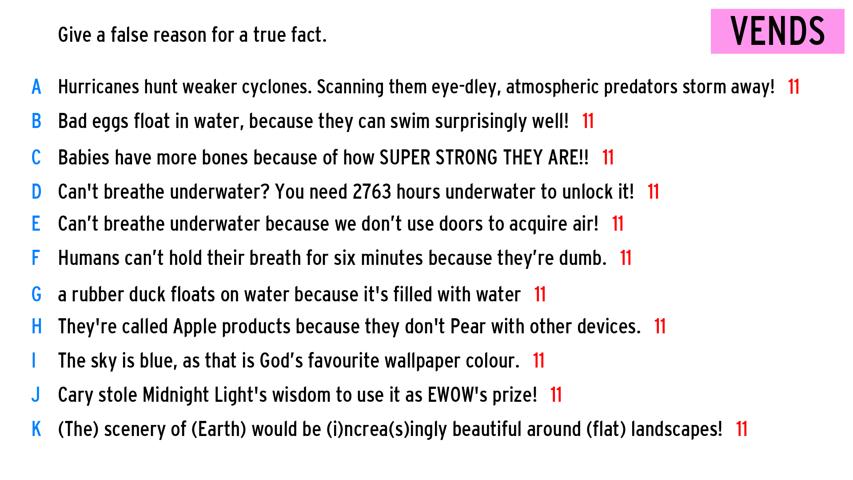 Give a false reason for a true fact.
VENDS
A Hurricanes hunt weaker cyclones. Scanning them eye-dley, atmospheric predators storm away! 11
B Bad eggs float in water, because they can swim surprisingly well! 11
C Babies have more bones because of how SUPER STRONG THEY ARE!! 11
D Can't breathe underwater? You need 2763 hours underwater to unlock it! 11
E Can’t breathe underwater because we don’t use doors to acquire air! 11
F Humans can’t hold their breath for six minutes because they’re dumb. 11
G a rubber duck floats on water because it's filled with water 11
H They're called Apple products because they don't Pear with other devices. 11
I The sky is blue, as that is God’s favourite wallpaper colour. 11
J Cary stole Midnight Light's wisdom to use it as EWOW's prize! 11
K (The) scenery of (Earth) would be (i)ncrea(s)ingly beautiful around (flat) landscapes! 11